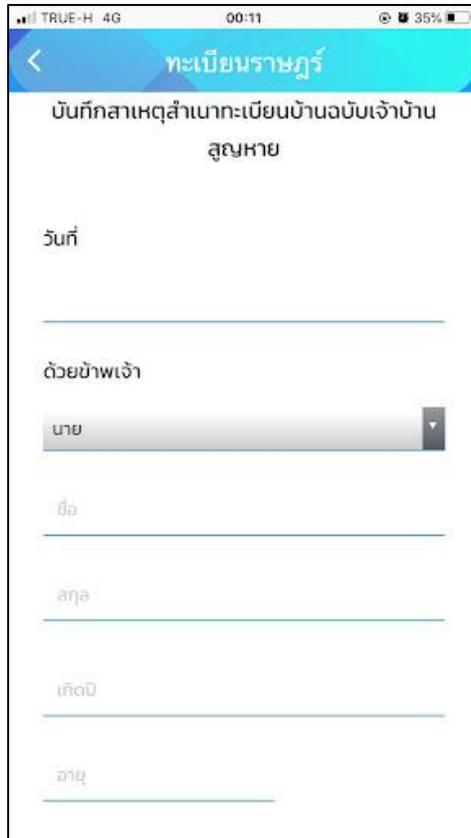 TRUE-H 4G 00:11 35%
ทะเบียนราษฎร์
บันทึกสาเหตุสำเนาทะเบียนบ้านฉบับเจ้าบ้าน
สูญหาย
วันที่
ด้วยข้าพเจ้า
นาย
ชื่อ
สกุล
เกิดปี
อายุ